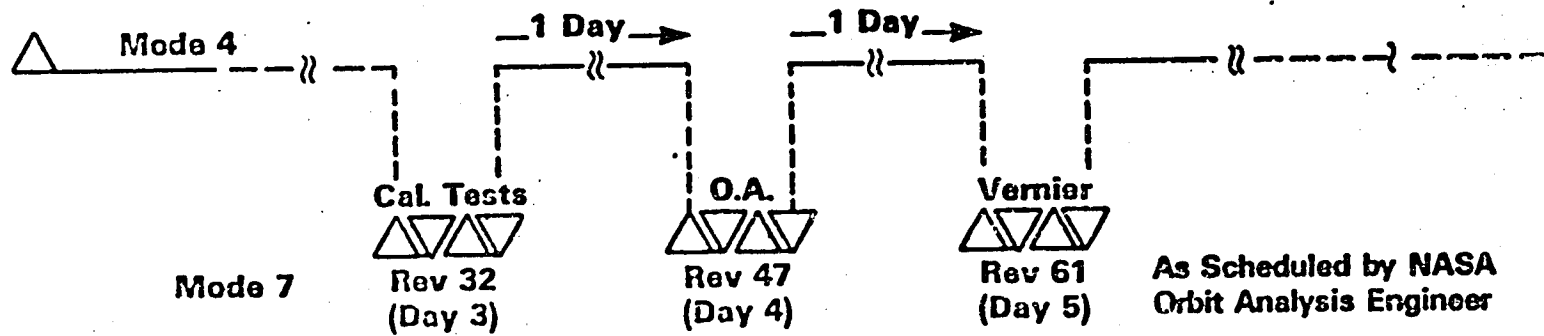 Mode 4
1 Day
1 Day
Cal. Tests
O.A.
Vernier
Mode 7
Rev 32
(Day 3)
Rev 47
(Day 4)
Rev 61
(Day 5)
As Scheduled by NASA
Orbit Analysis Engineer